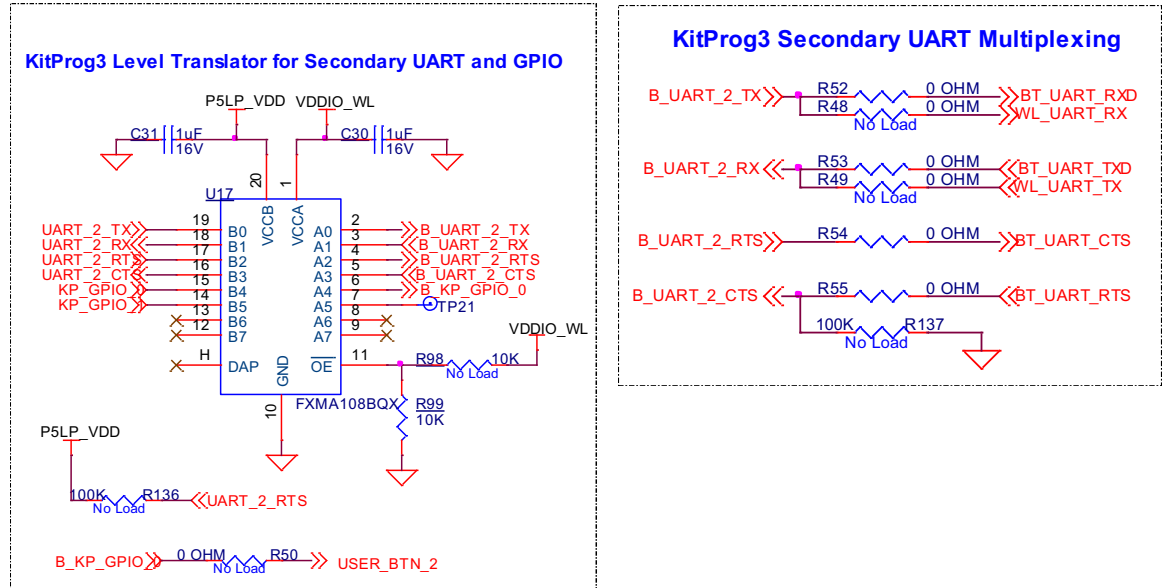 KitProg3 Level Translator for Secondary UART and GPIO
P5LP_VDD VDDIO_WL
C31 1uF 16V
C30 1uF 16V
U17
20 1
VCCB VCCA
UART_2_TX 19 B0 A0 2 B_UART_2_TX
UART_2_RX 18 B1 A1 3 B_UART_2_RX
UART_2_RTS 17 B2 A2 4 B_UART_2_RTS
UART_2_CTS 16 B3 A3 5 B_UART_2_CTS
KP_GPIO_ 15 B4 A4 6 B_KP_GPIO_0
KP_GPIO_ 14 B5 A5 7 TP21
13 B6 A6 8
12 B7 A7 9
VDDIO_WL
H DAP GND OE 11 R98 10K
No Load
10 FXMA108BQX R99
10K
P5LP_VDD
100K R136 UART_2_RTS
No Load
B_KP_GPIO_0 0 OHM R50 USER_BTN_2
No Load
KitProg3 Secondary UART Multiplexing
B_UART_2_TX R52 0 OHM BT_UART_RXD
R48 0 OHM WL_UART_RX
No Load
B_UART_2_RX R53 0 OHM BT_UART_TXD
R49 0 OHM WL_UART_TX
No Load
B_UART_2_RTS R54 0 OHM BT_UART_CTS
B_UART_2_CTS R55 0 OHM BT_UART_RTS
100K R137
No Load